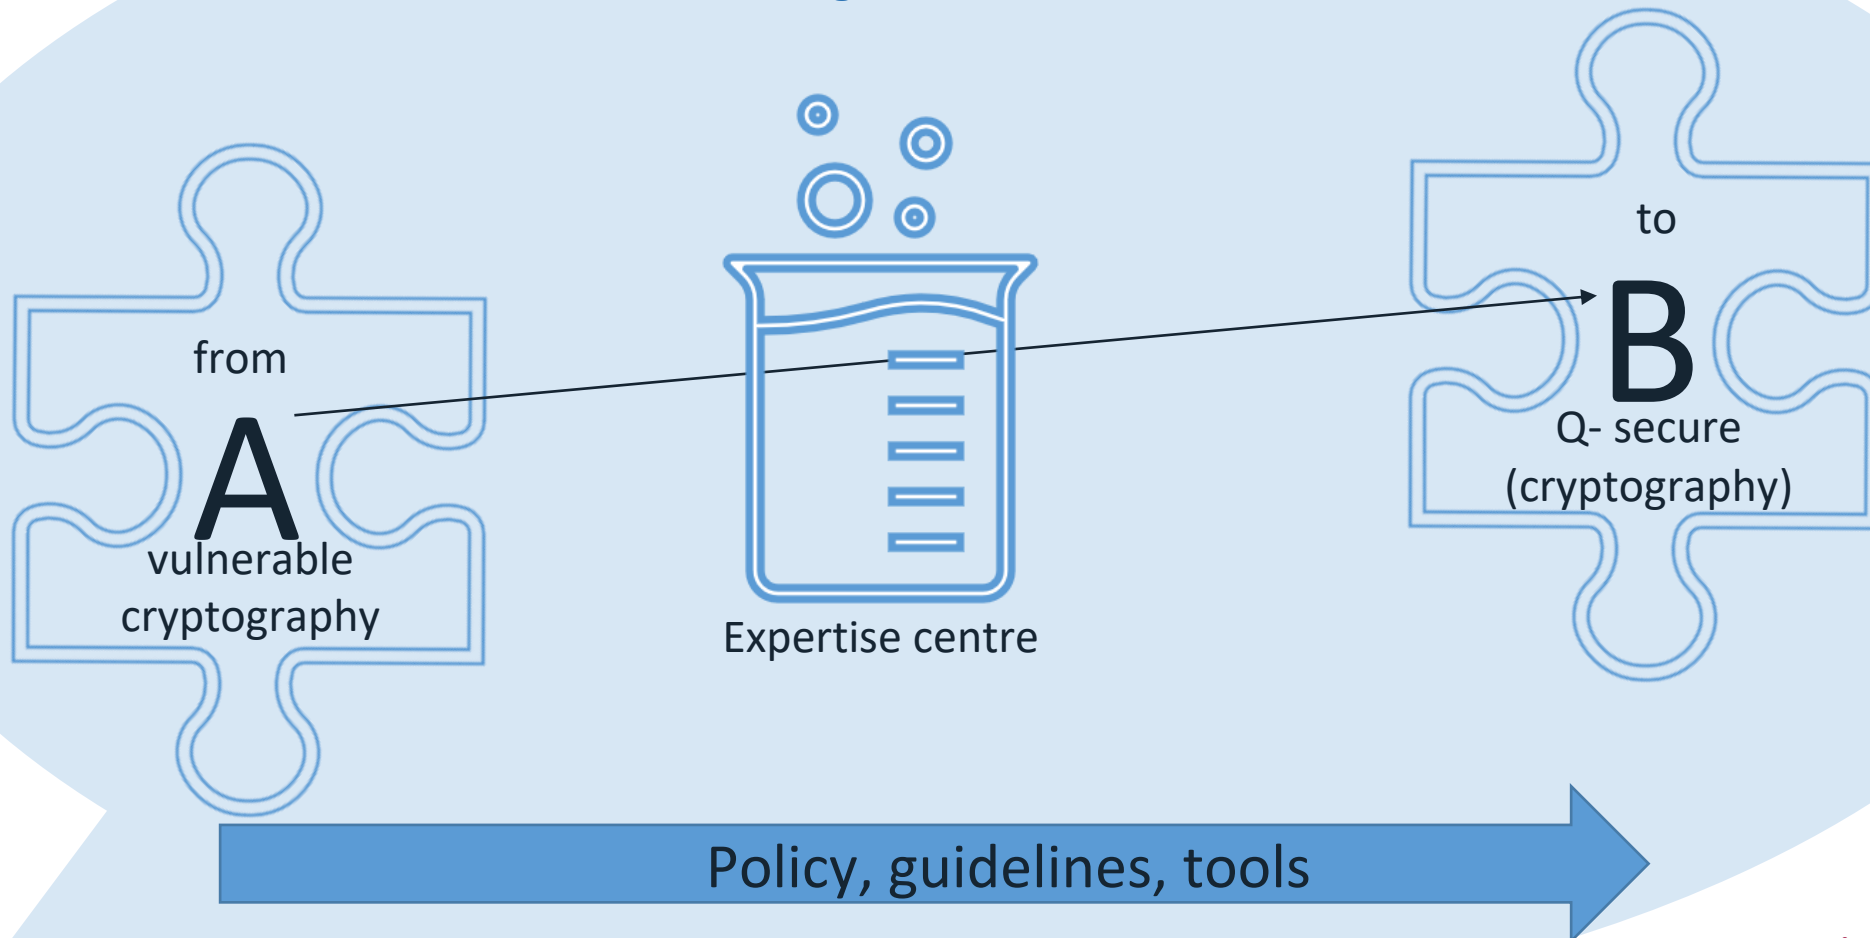 from
A
vulnerable
cryptography
Expertise centre
to
B
Q- secure
(cryptography)
Policy, guidelines, tools